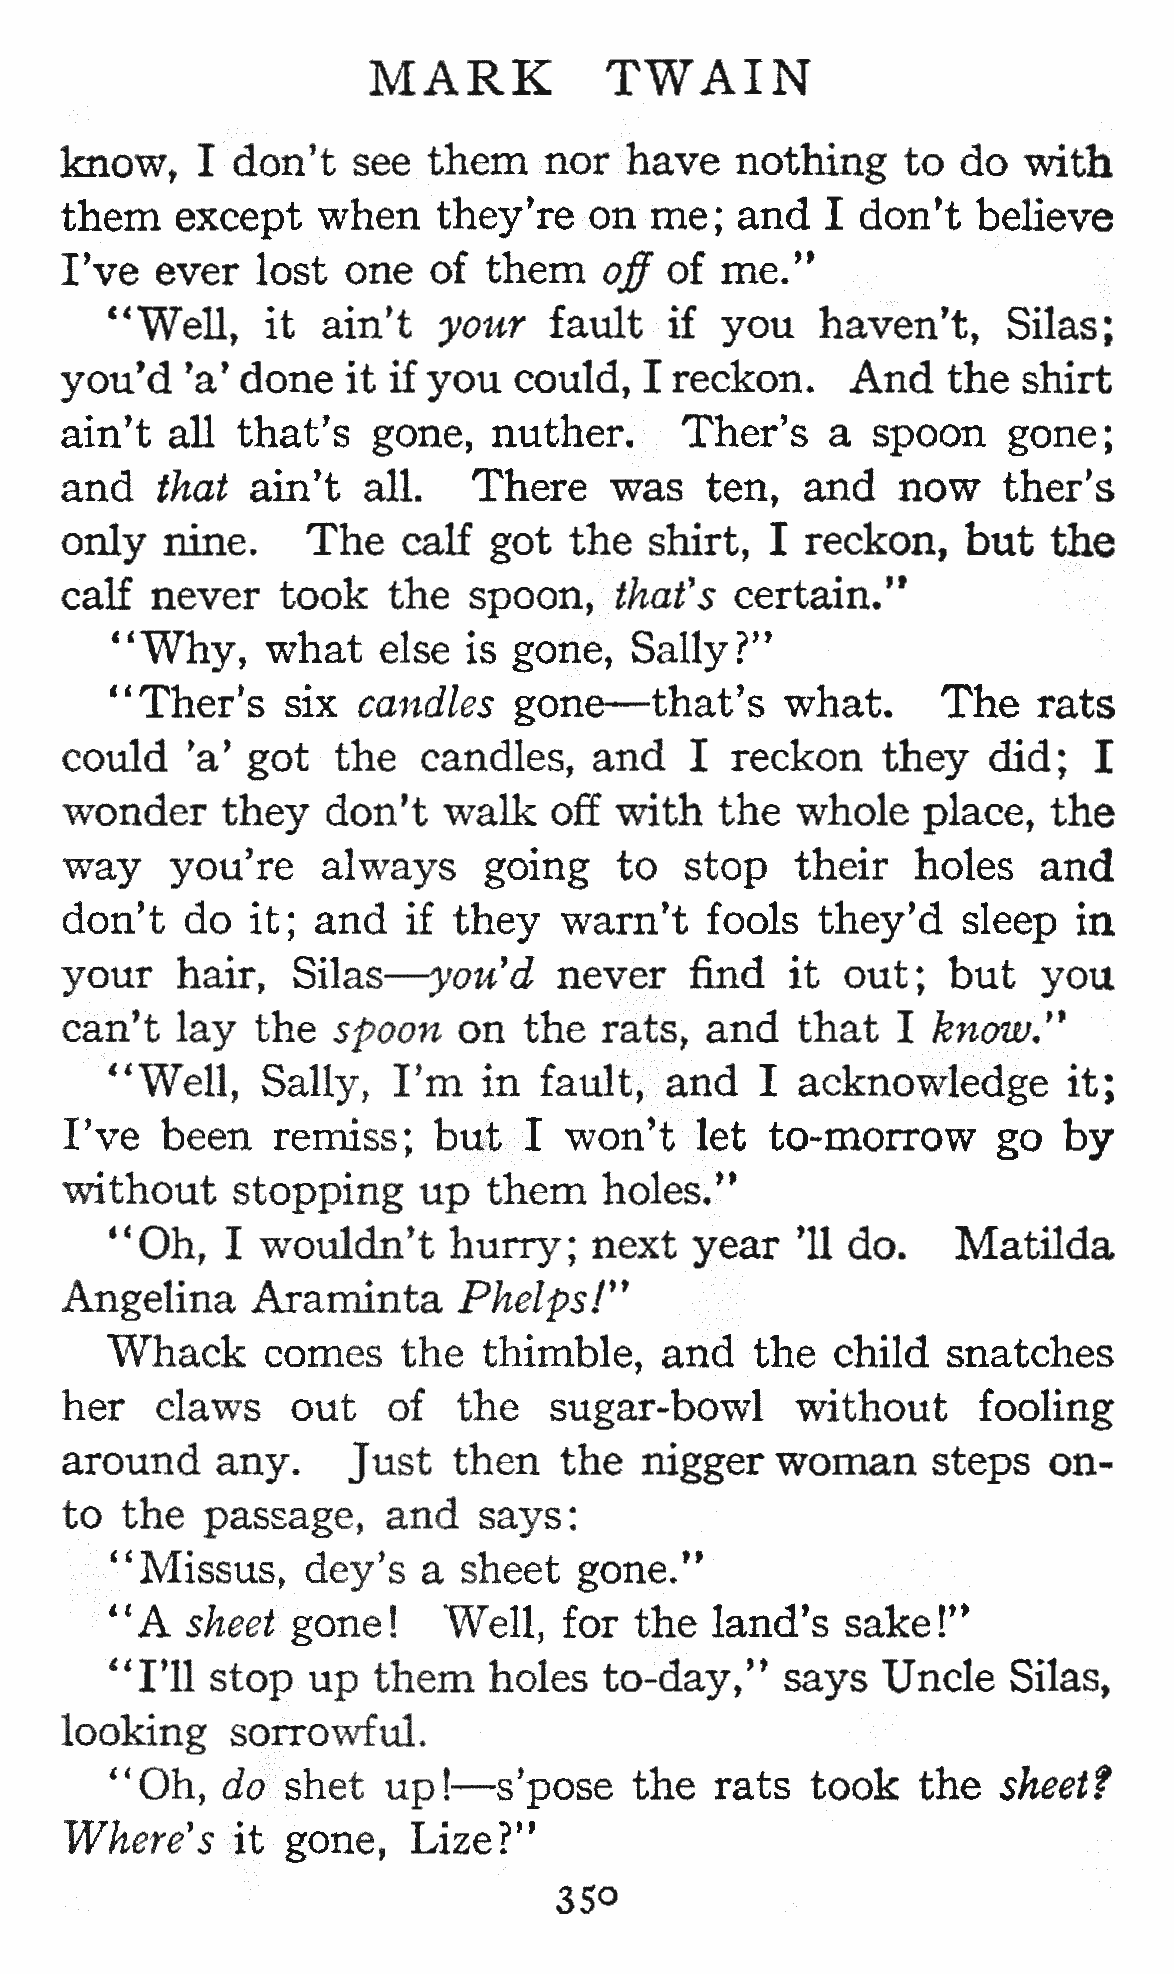 MARK TWAIN
know, I don't see them nor have nothing to do with
them except when they're on me; and I don't believe
I've ever lost one of them off of me."
"Well, it ain't your fault if you haven't, Silas;
you'd 'a' done it if you could, I reckon. And the shirt
ain't all that's gone, nuther. Ther's a spoon gone;
and that ain't all. There was ten, and now ther's
only nine. The calf got the shirt, I reckon, but the
calf never took the spoon, that's certain."
"Why, what else is gone, Sally?"
"Ther's six candles gone—that's what. The rats
could 'a' got the candles, and I reckon they did; I
wonder they don't walk off with the whole place, the
way you're always going to stop their holes and
don't do it; and if they warn't fools they'd sleep in
your hair, Silas—you'd never find it out; but you
can't lay the spoon on the rats, and that I know."
"Well, Sally, I'm in fault, and I acknowledge it;
I've been remiss; but I won't let to-morrow go by
without stopping up them holes."
"Oh, I wouldn't hurry; next year 'll do. Matilda
Angelina Araminta Phelps!"
Whack comes the thimble, and the child snatches
her claws out of the sugar-bowl without fooling
around any. Just then the nigger woman steps on-
to the passage, and says:
"Missus, dey's a sheet gone."
"A sheet gone! Well, for the land's sake!"
"I'll stop up them holes to-day," says Uncle Silas,
looking sorrowful.
"Oh, do shet up!—s'pose the rats took the sheet?
Where's it gone, Lize?"
350